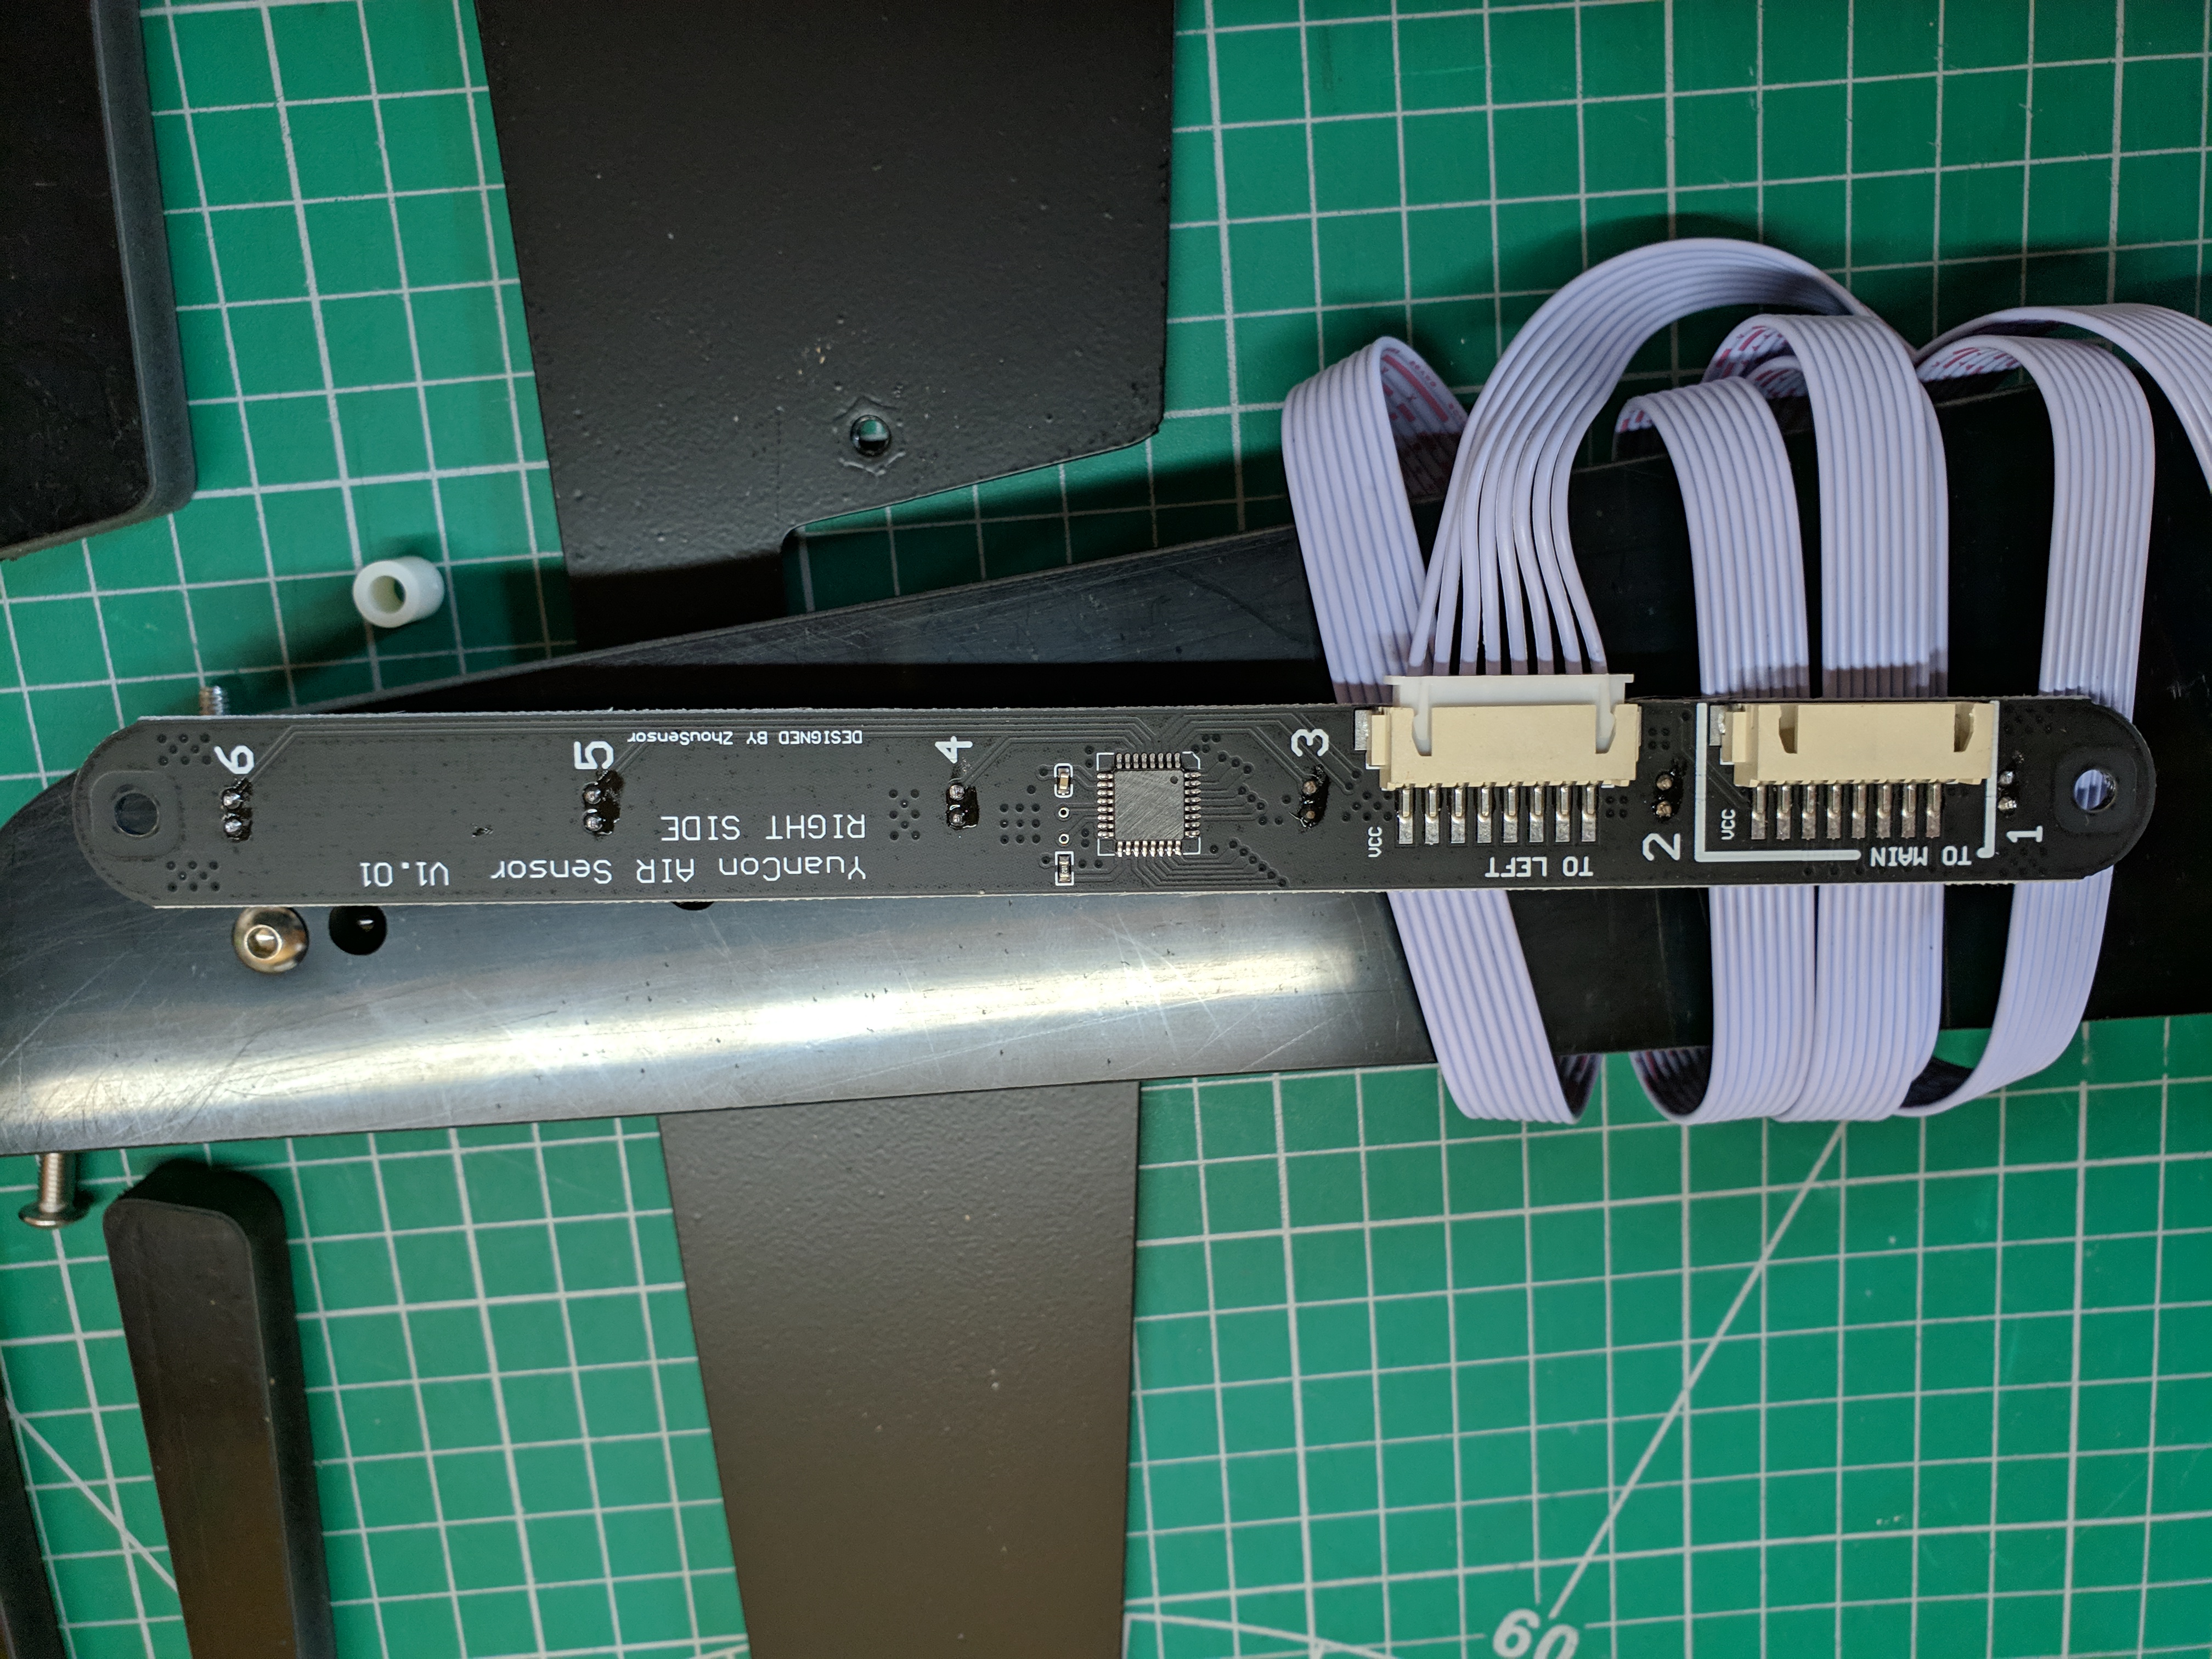 YuanCon AIR Sensor V1.01
RIGHT SIDE
DESIGNED BY ZhouSensor
6
5
4
3
2
1
VCC
TO LEFT
VCC
TO MAIN
60